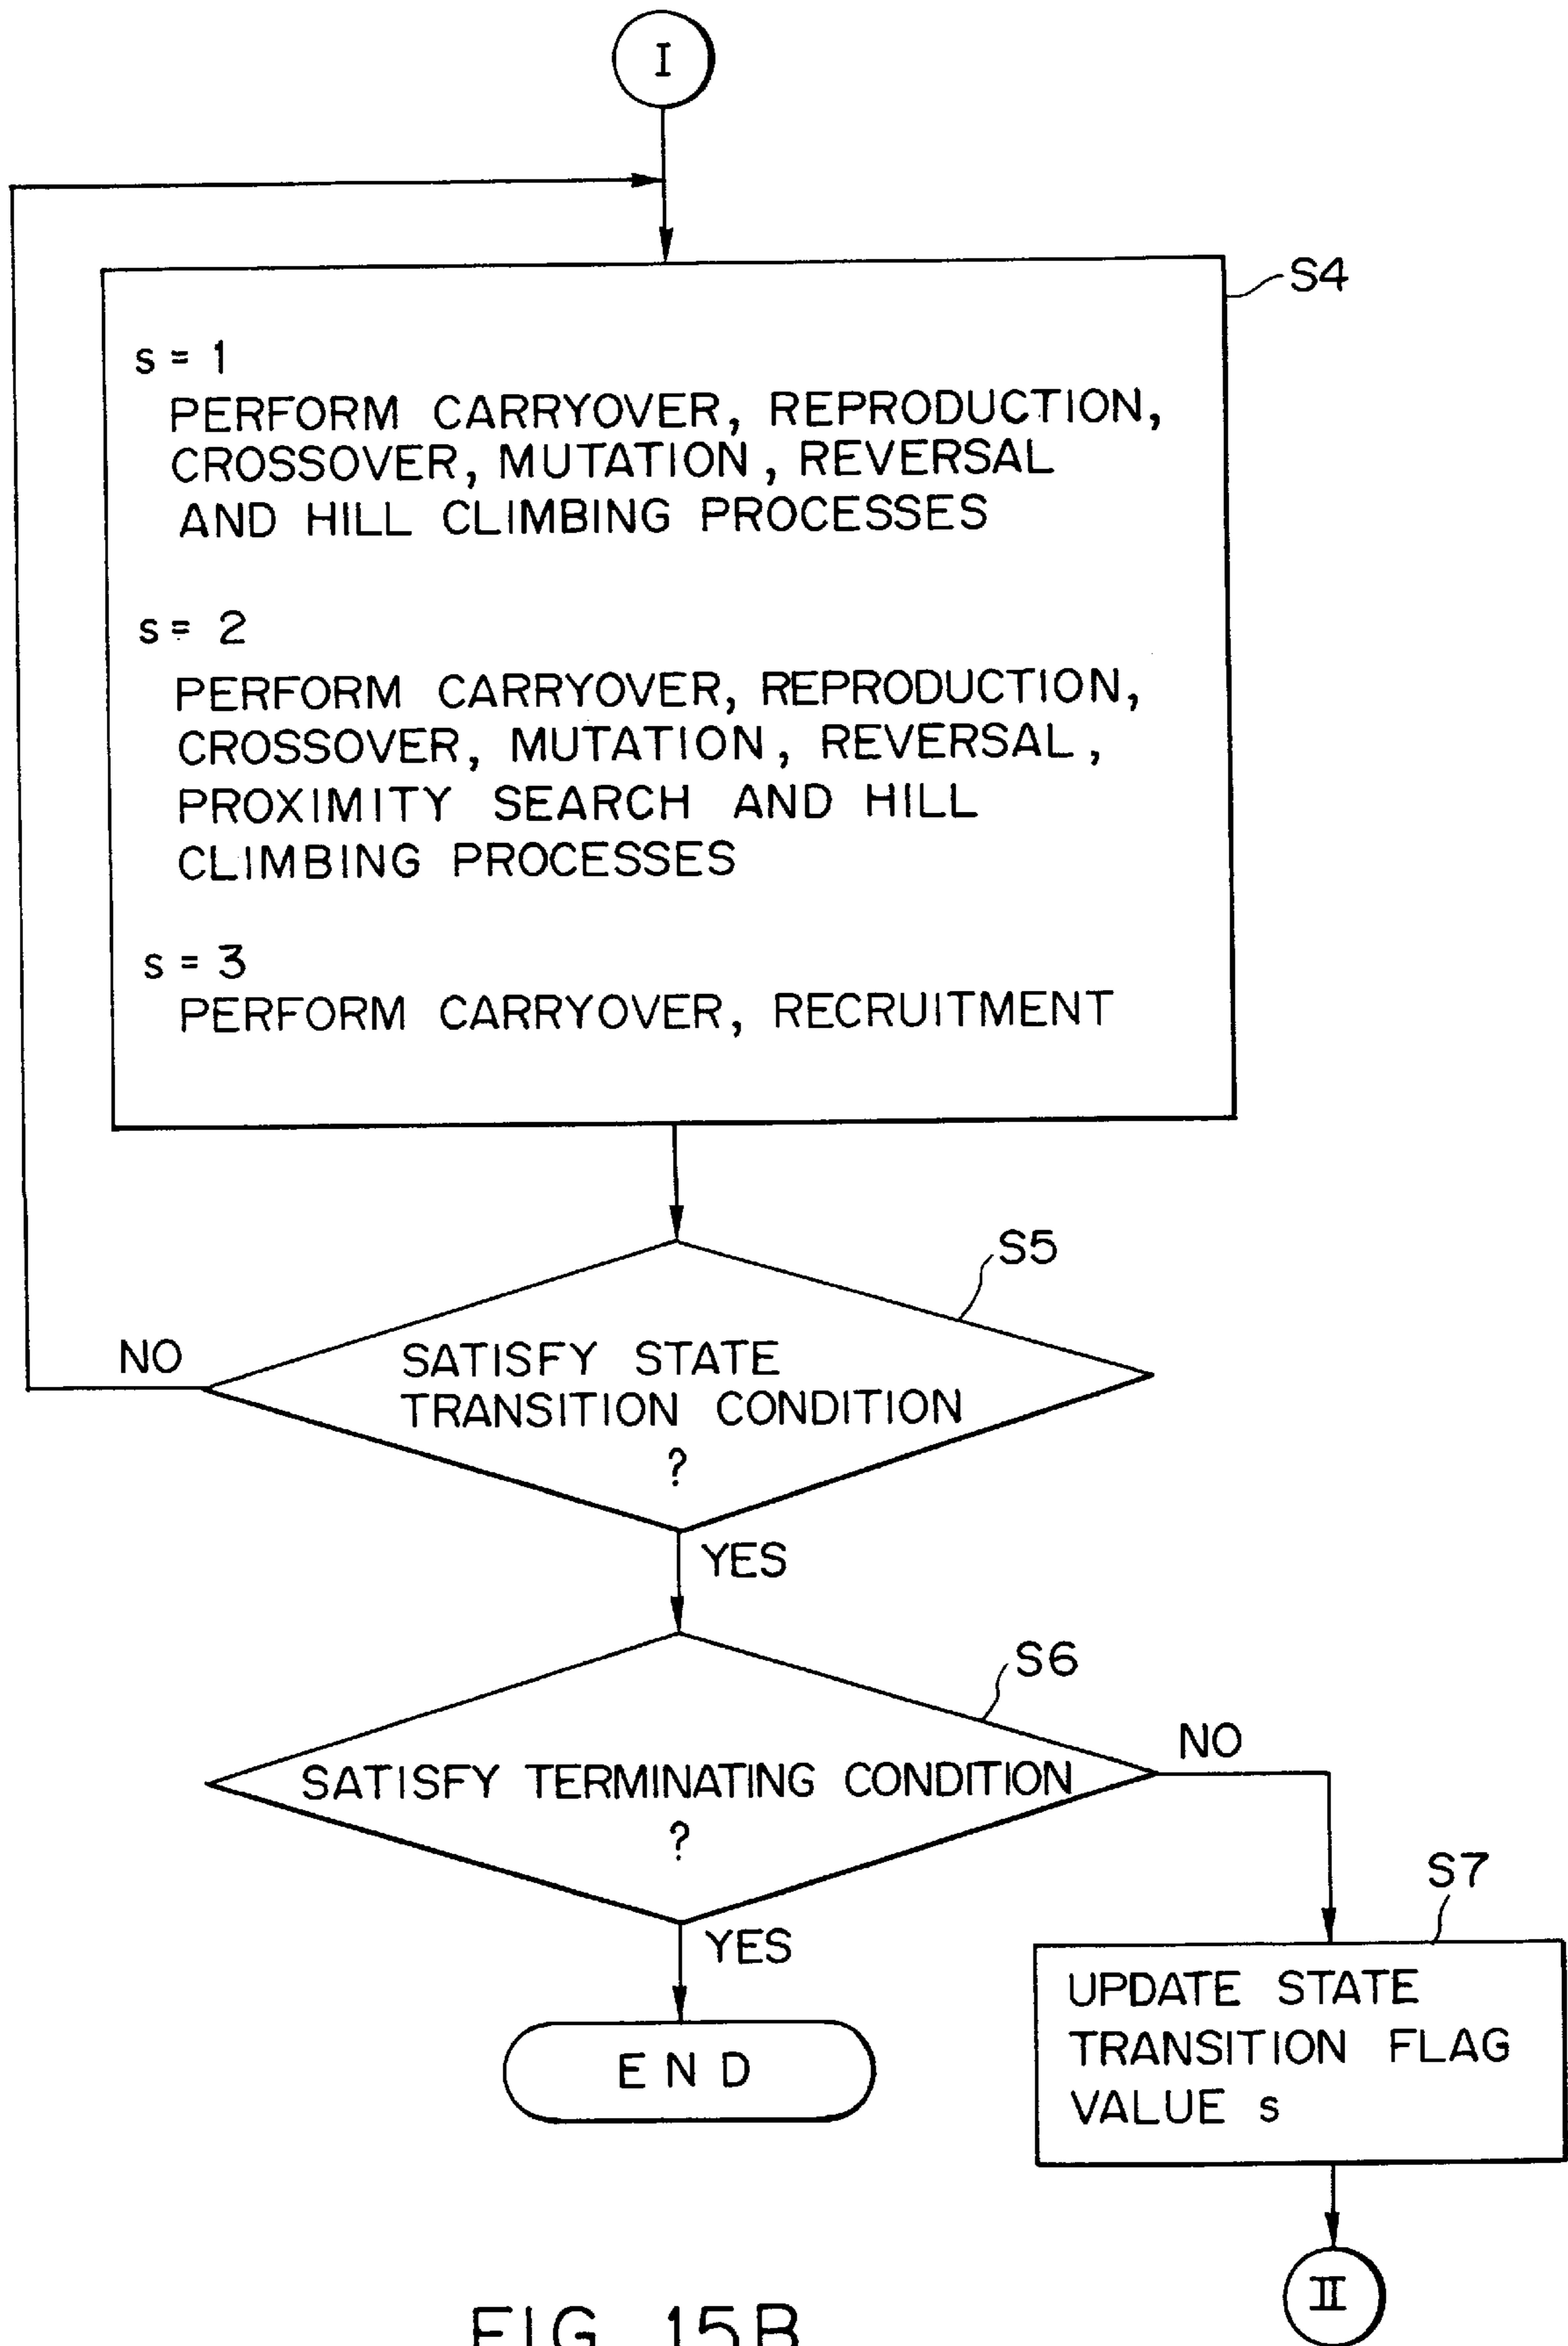 I
S4
s = 1
PERFORM CARRYOVER, REPRODUCTION,
CROSSOVER, MUTATION, REVERSAL
AND HILL CLIMBING PROCESSES
s = 2
PERFORM CARRYOVER, REPRODUCTION,
CROSSOVER, MUTATION, REVERSAL,
PROXIMITY SEARCH AND HILL
CLIMBING PROCESSES
s = 3
PERFORM CARRYOVER, RECRUITMENT
S5
NO
SATISFY STATE
TRANSITION CONDITION
?
YES
S6
NO
SATISFY TERMINATING CONDITION
?
S7
YES
UPDATE STATE
TRANSITION FLAG
VALUE s
END
II
FIG. 15B